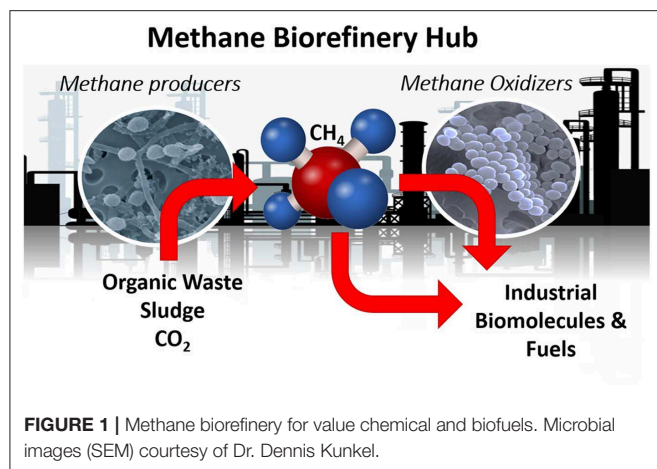 Methane Biorefinery Hub
Methane producers
Methane Oxidizers
CH₄
Organic Waste
Sludge
CO₂
Industrial
Biomolecules &
Fuels
FIGURE 1 | Methane biorefinery for value chemical and biofuels. Microbial
images (SEM) courtesy of Dr. Dennis Kunkel.